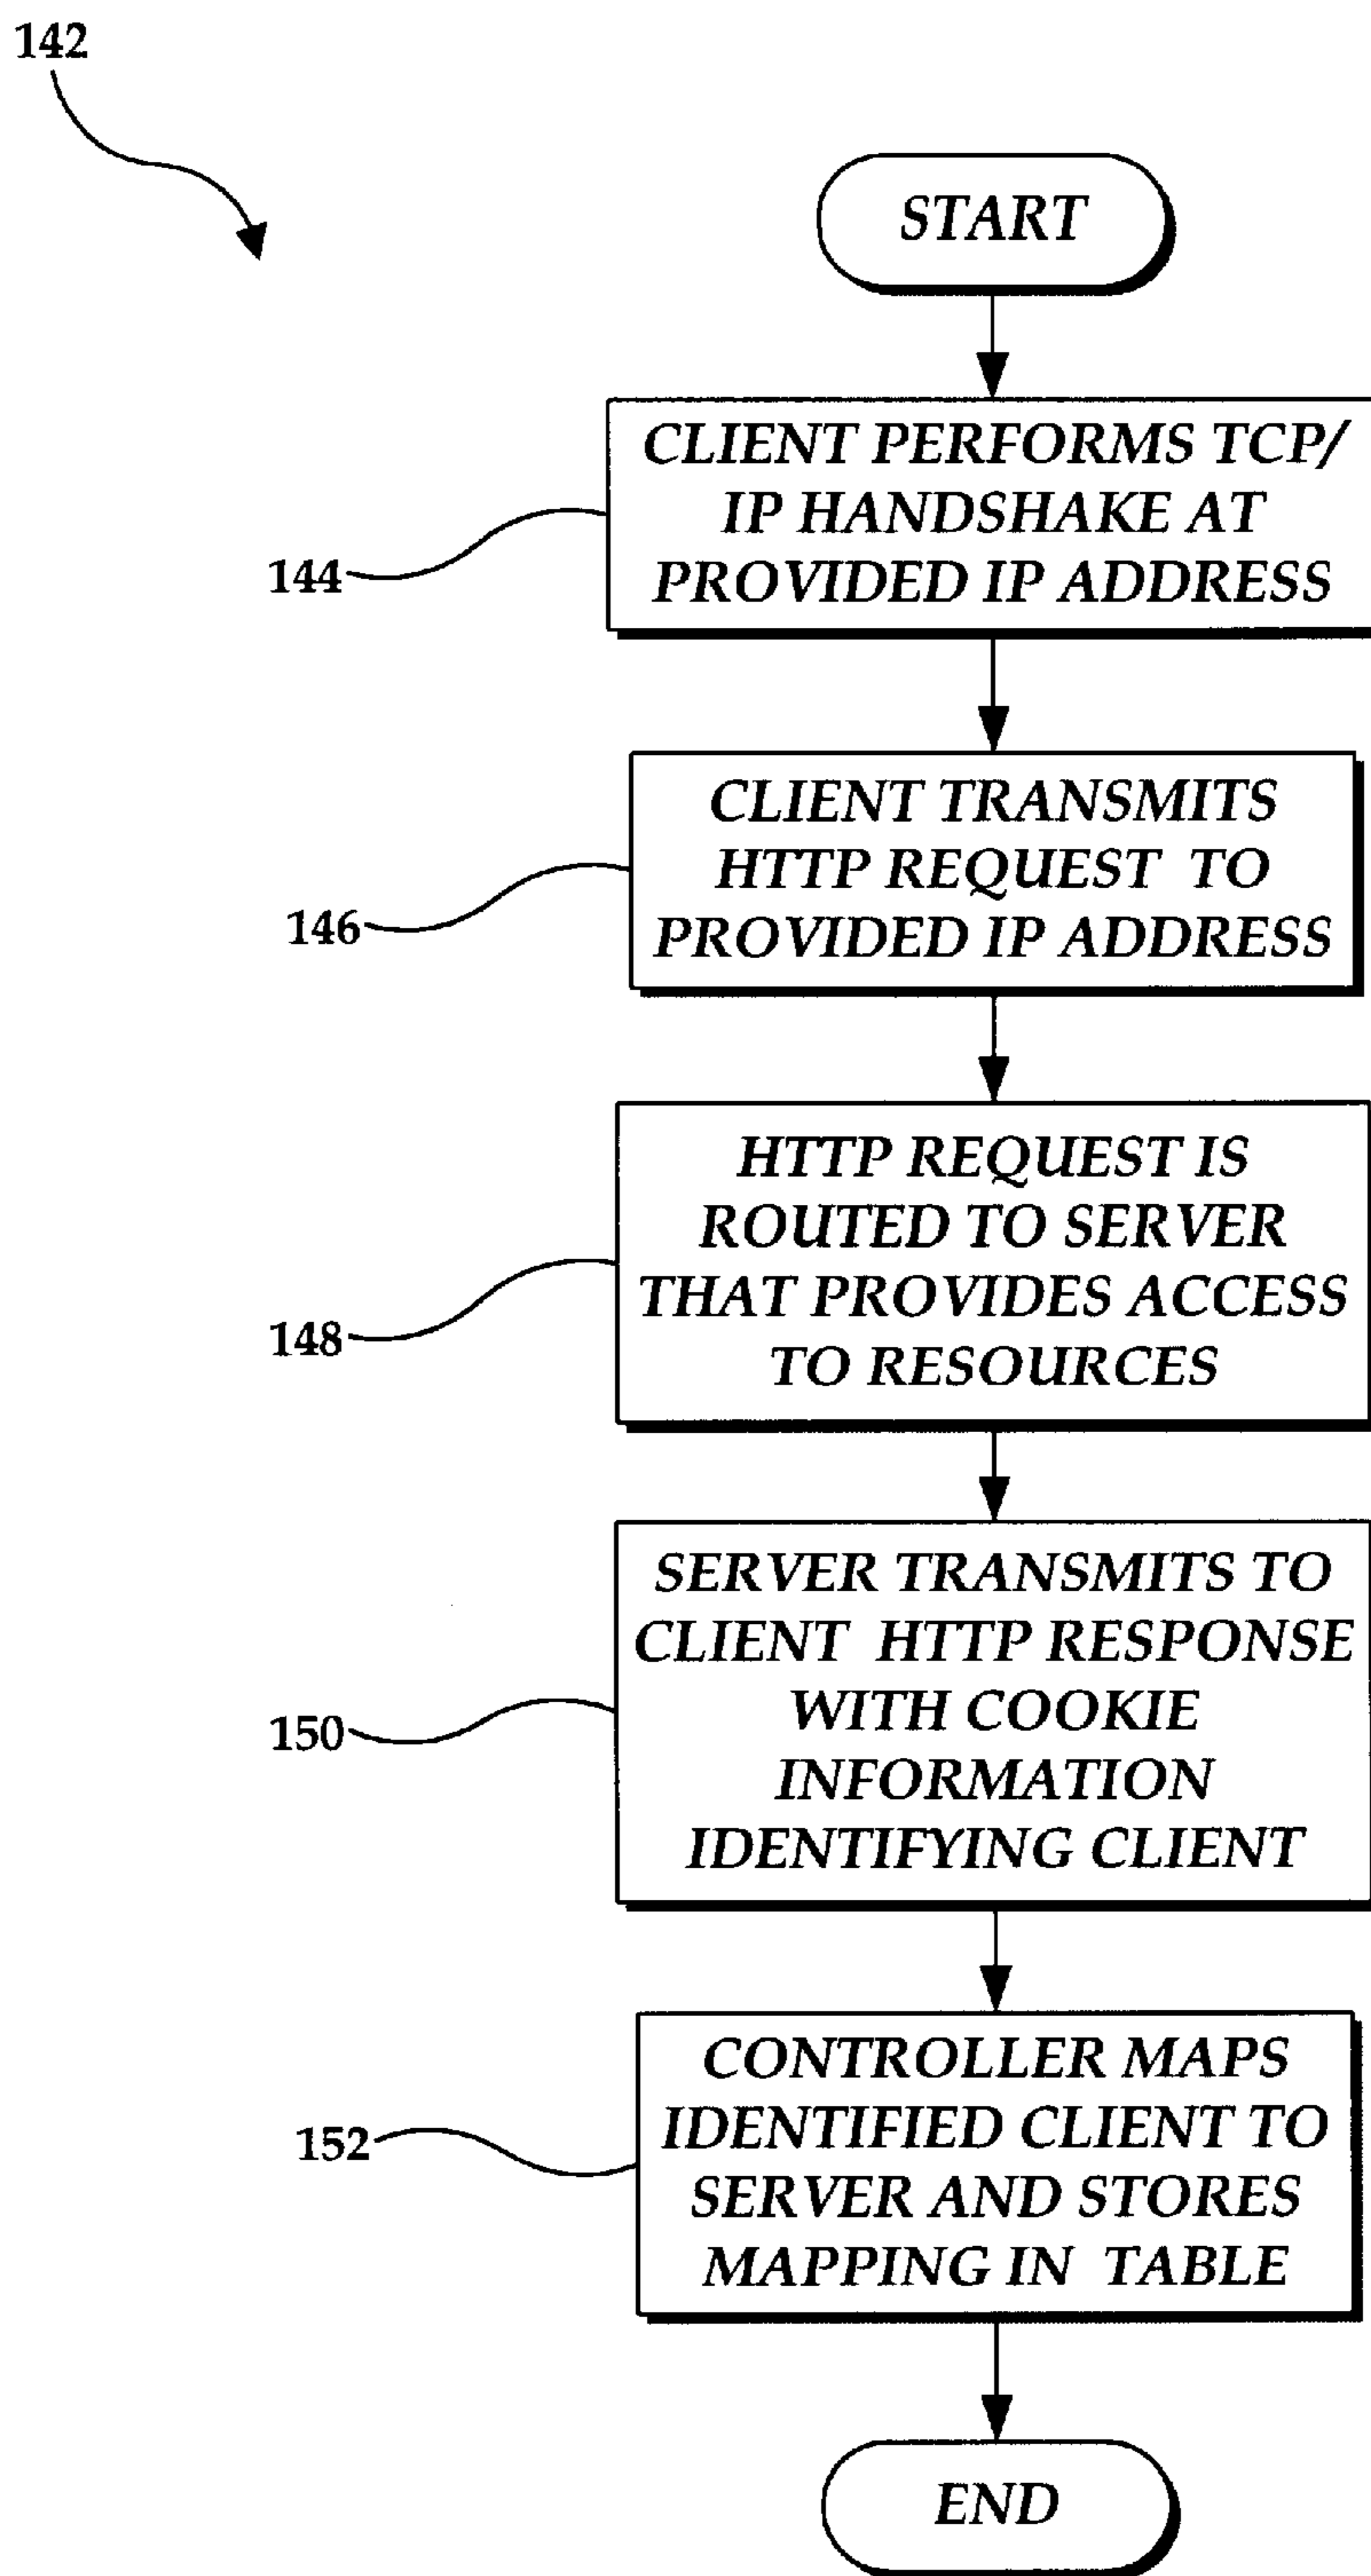 142
START
CLIENT PERFORMS TCP/
IP HANDSHAKE AT
PROVIDED IP ADDRESS
144
CLIENT TRANSMITS
HTTP REQUEST TO
PROVIDED IP ADDRESS
146
HTTP REQUEST IS
ROUTED TO SERVER
THAT PROVIDES ACCESS
TO RESOURCES
148
SERVER TRANSMITS TO
CLIENT HTTP RESPONSE
WITH COOKIE
INFORMATION
IDENTIFYING CLIENT
150
CONTROLLER MAPS
IDENTIFIED CLIENT TO
SERVER AND STORES
MAPPING IN TABLE
152
END